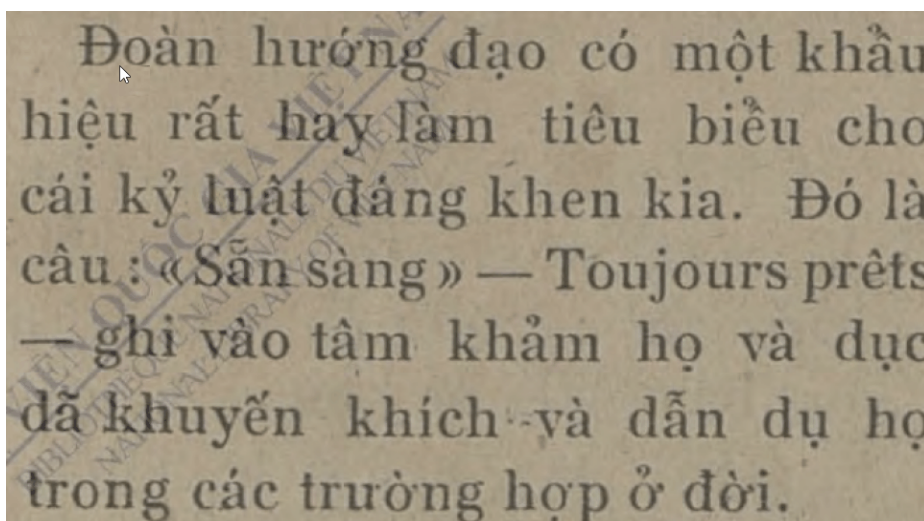 Đoàn hướng đạo có một khẩu
hiệu rất hay làm tiêu biểu cho
cái kỷ luật đáng khen kia. Đó là
câu : «Sẵn sàng» — Toujours prêts
— ghi vào tâm khảm họ và dục
dã khuyến khích và dẫn dụ họ
trong các trường hợp ở đời.